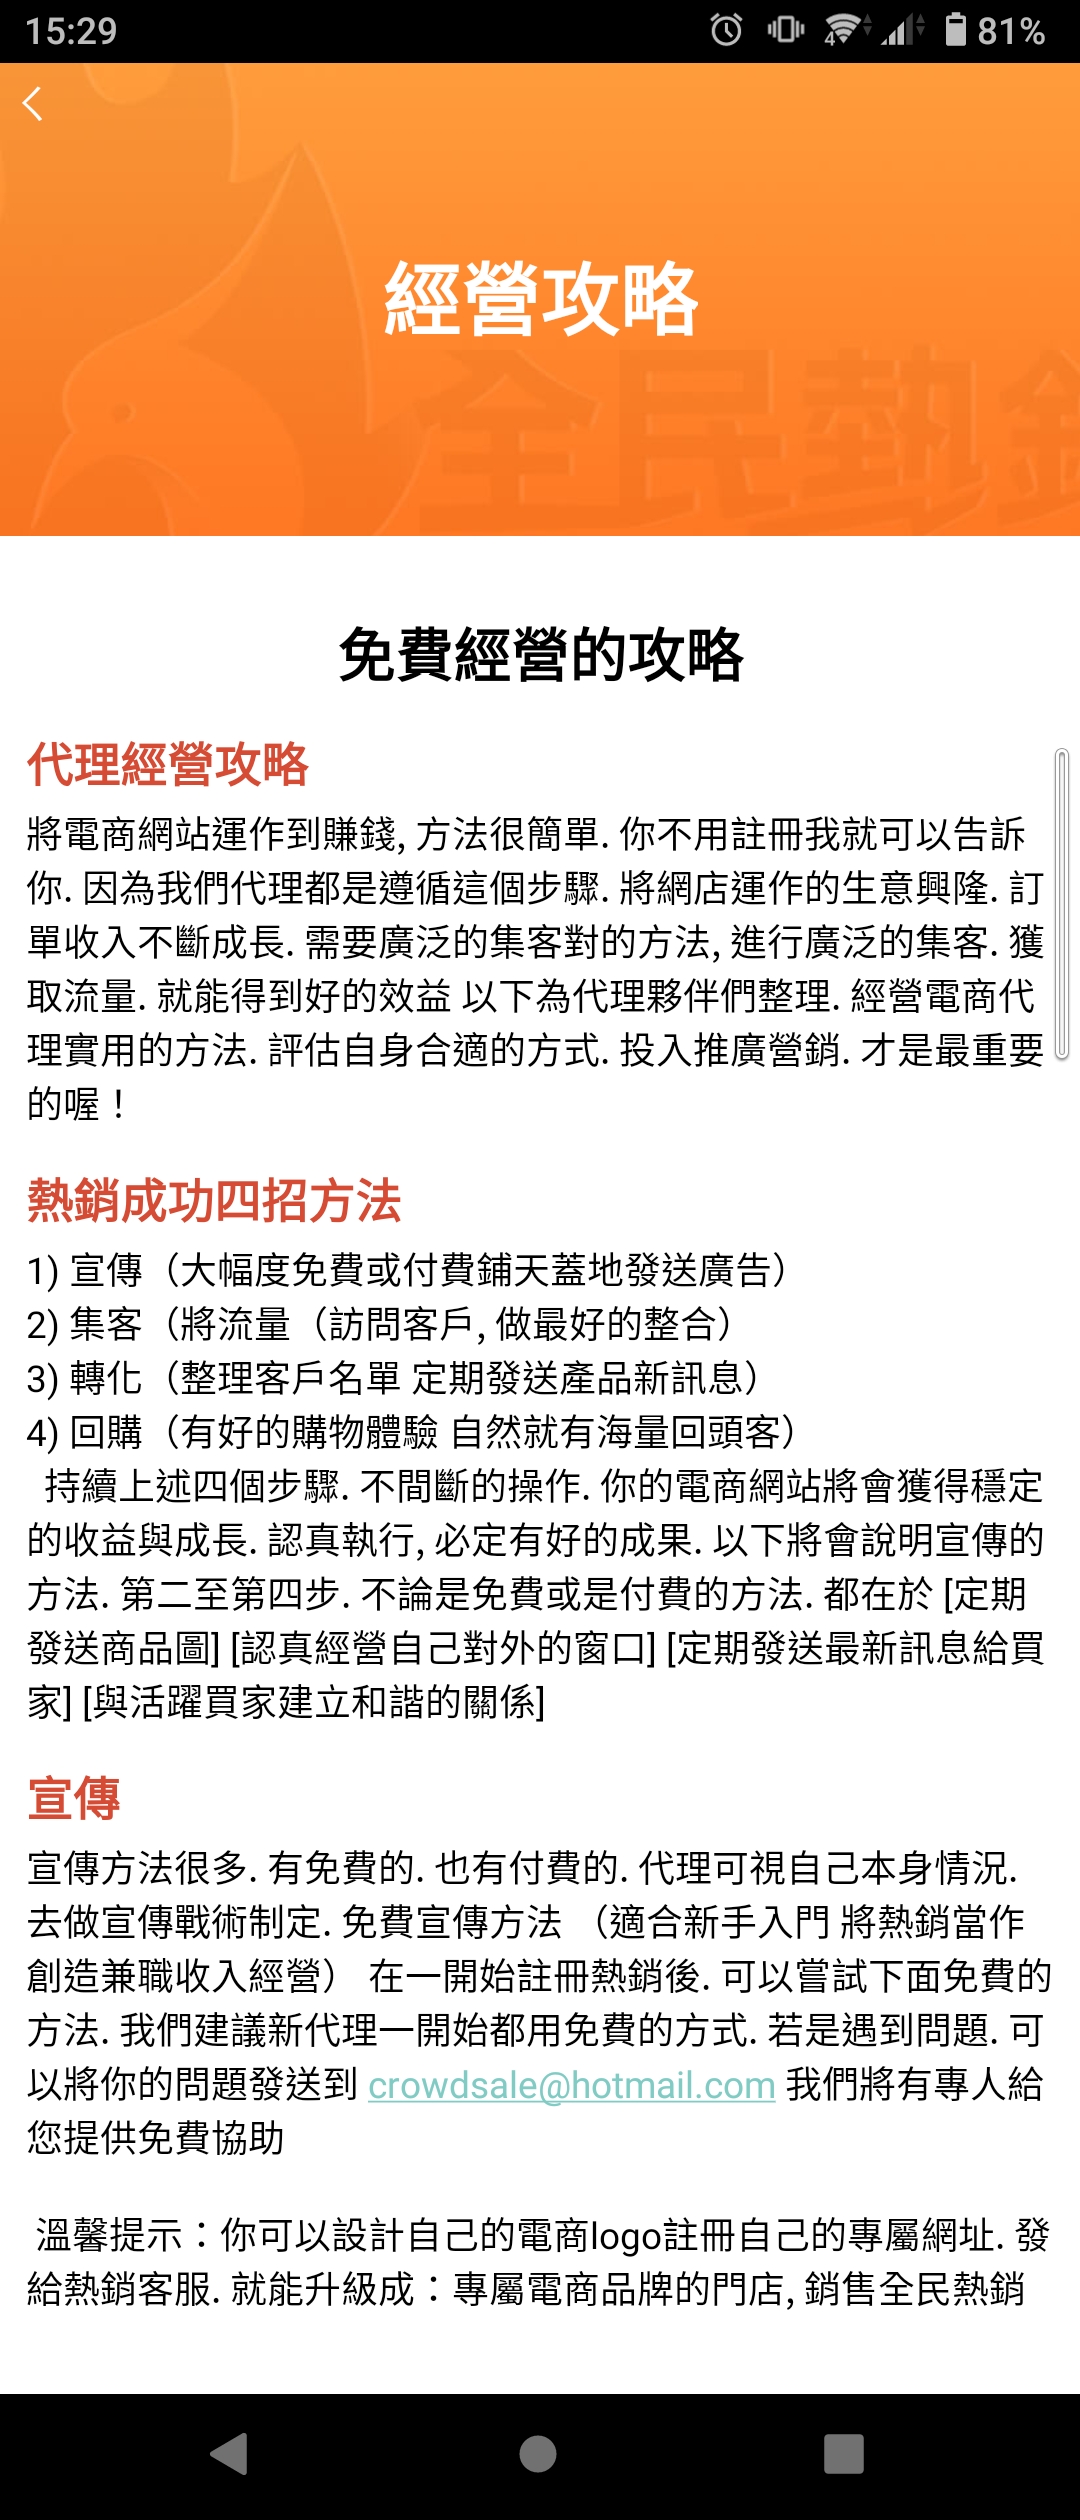 15:29
4
81%
經營攻略
全民熱銷
免費經營的攻略
代理經營攻略
將電商網站運作到賺錢, 方法很簡單. 你不用註冊我就可以告訴
你. 因為我們代理都是遵循這個步驟. 將網店運作的生意興隆. 訂
單收入不斷成長. 需要廣泛的集客對的方法, 進行廣泛的集客. 獲
取流量. 就能得到好的效益 以下為代理夥伴們整理. 經營電商代
理實用的方法. 評估自身合適的方式. 投入推廣營銷. 才是最重要
的喔！
熱銷成功四招方法
1) 宣傳（大幅度免費或付費鋪天蓋地發送廣告）
2) 集客（將流量（訪問客戶, 做最好的整合）
3) 轉化（整理客戶名單 定期發送產品新訊息）
4) 回購（有好的購物體驗 自然就有海量回頭客）
持續上述四個步驟. 不間斷的操作. 你的電商網站將會獲得穩定
的收益與成長. 認真執行, 必定有好的成果. 以下將會說明宣傳的
方法. 第二至第四步. 不論是免費或是付費的方法. 都在於 [定期
發送商品圖] [認真經營自己對外的窗口] [定期發送最新訊息給買
家] [與活躍買家建立和諧的關係]
宣傳
宣傳方法很多. 有免費的. 也有付費的. 代理可視自己本身情況.
去做宣傳戰術制定. 免費宣傳方法 （適合新手入門 將熱銷當作
創造兼職收入經營） 在一開始註冊熱銷後. 可以嘗試下面免費的
方法. 我們建議新代理一開始都用免費的方式. 若是遇到問題. 可
以將你的問題發送到 crowdsale@hotmail.com 我們將有專人給
您提供免費協助
溫馨提示：你可以設計自己的電商logo註冊自己的專屬網址. 發
給熱銷客服. 就能升級成：專屬電商品牌的門店, 銷售全民熱銷